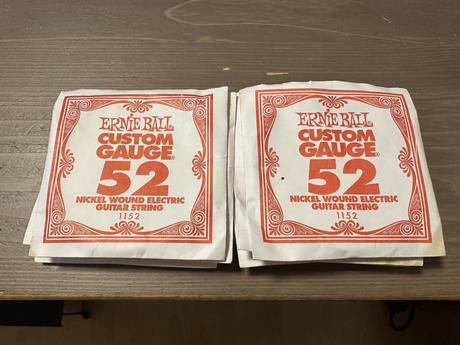 ERNIE BALL
CUSTOM
GAUGE®
52
NICKEL WOUND ELECTRIC
GUITAR STRING
1152
ERNIE BALL
CUSTOM
GAUGE®
52
NICKEL WOUND ELECTRIC
GUITAR STRING
1152